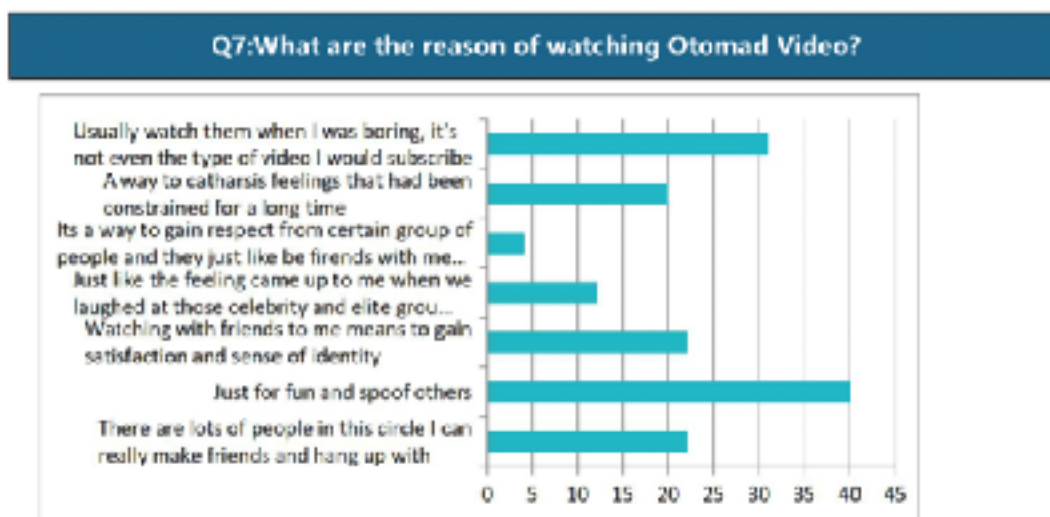 Q7:What are the reason of watching Otomad Video?
Usually watch them when I was boring, it's
not even the type of video I would subscribe
A way to catharsis feelings that had been
constrained for a long time
Its a way to gain respect from certain group of
people and they just like be firends with me...
Just like the feeling came up to me when we
laughed at those celebrity and elite grou...
Watching with friends to me means to gain
satisfaction and sense of identity
Just for fun and spoof others
There are lots of people in this circle I can
really make friends and hang up with
0 5 10 15 20 25 30 35 40 45